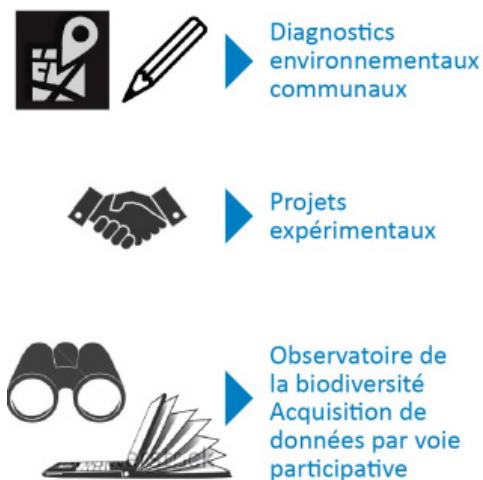 Diagnostics
environnementaux
communaux
Projets
expérimentaux
Observatoire de
la biodiversité
Acquisition de
données par voie
participative